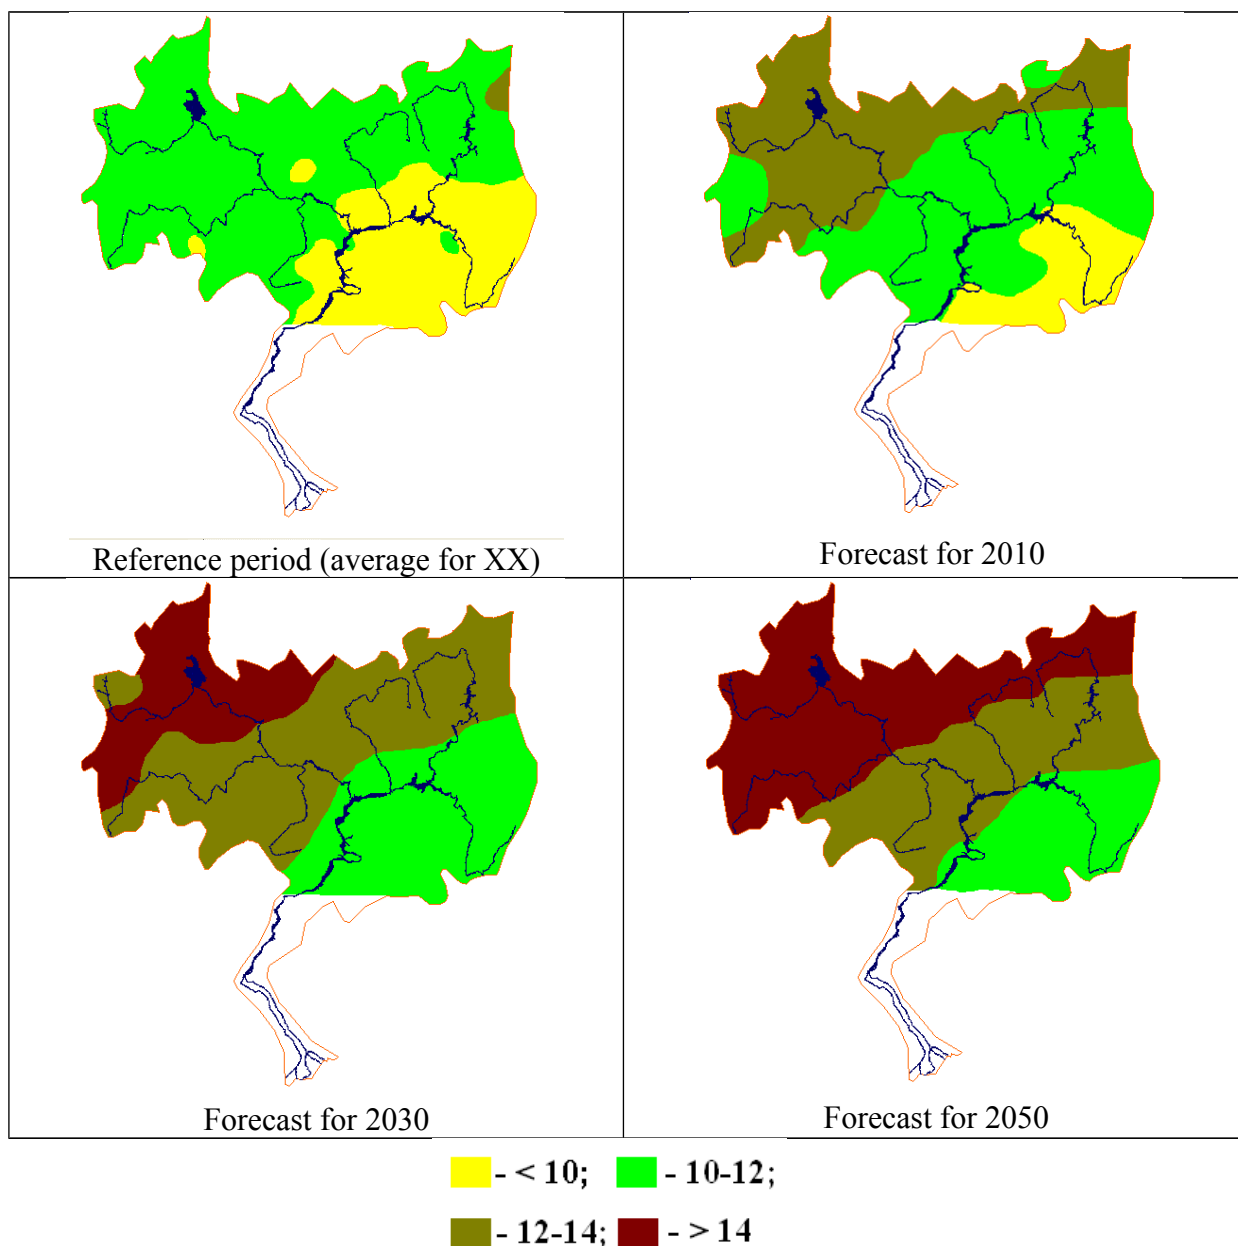 Reference period (average for XX)
Forecast for 2010
Forecast for 2030
Forecast for 2050
- < 10; - 10-12;
- 12-14; - > 14